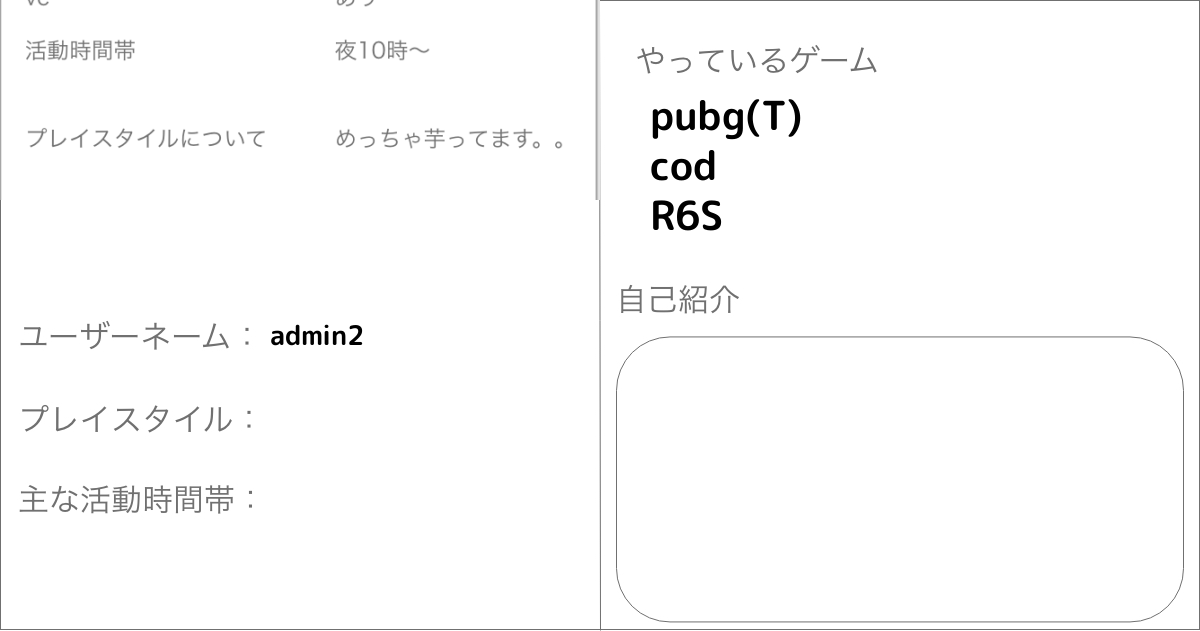 vc あり
活動時間帯 夜10時〜
プレイスタイルについて めっちゃ芋ってます。。
ユーザーネーム： admin2
プレイスタイル：
主な活動時間帯：
やっているゲーム
pubg(T)
cod
R6S
自己紹介